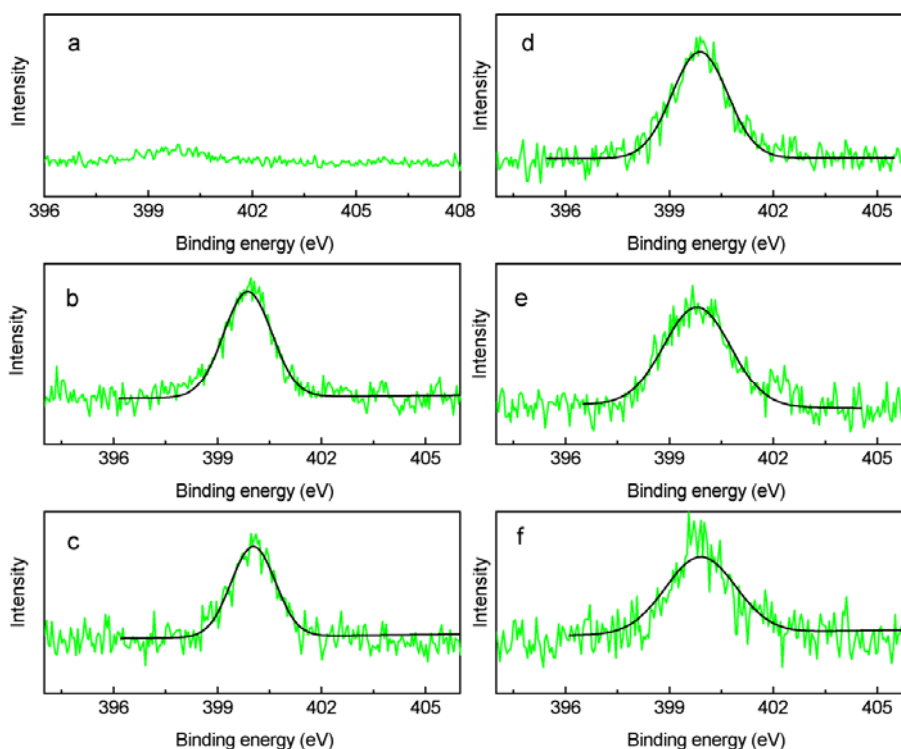 a
Intensity
396 399 402 405 408
Binding energy (eV)
b
Intensity
396 399 402 405
Binding energy (eV)
c
Intensity
396 399 402 405
Binding energy (eV)
d
Intensity
396 399 402 405
Binding energy (eV)
e
Intensity
396 399 402 405
Binding energy (eV)
f
Intensity
396 399 402 405
Binding energy (eV)